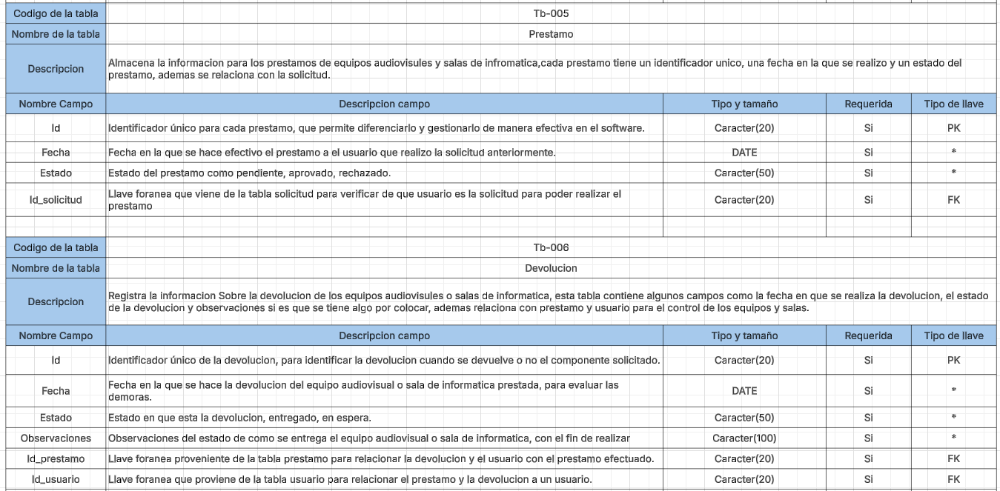 Codigo de la tabla Tb-005
Nombre de la tabla Prestamo
Descripcion Almacena la informacion para los prestamos de equipos audiovisules y salas de infromatica,cada prestamo tiene un identificador unico, una fecha en la que se realizo y un estado del
prestamo, ademas se relaciona con la solicitud.
Nombre Campo Descripcion campo Tipo y tamaño Requerida Tipo de llave
Id Identificador único para cada prestamo, que permite diferenciarlo y gestionarlo de manera efectiva en el software. Caracter(20) Si PK
Fecha Fecha en la que se hace efectivo el prestamo a el usuario que realizo la solicitud anteriormente. DATE Si *
Estado Estado del prestamo como pendiente, aprovado, rechazado. Caracter(50) Si *
Id_solicitud Llave foranea que viene de la tabla solicitud para verificar de que usuario es la solicitud para poder realizar el
prestamo Caracter(20) Si FK
Codigo de la tabla Tb-006
Nombre de la tabla Devolucion
Descripcion Registra la informacion Sobre la devolucion de los equipos audiovisules o salas de informatica, esta tabla contiene algunos campos como la fecha en que se realiza la devolucion, el estado
de la devolucion y observaciones si es que se tiene algo por colocar, ademas relaciona con prestamo y usuario para el control de los equipos y salas.
Nombre Campo Descripcion campo Tipo y tamaño Requerida Tipo de llave
Id Identificador único de la devolucion, para identificar la devolucion cuando se devuelve o no el componente solicitado. Caracter(20) Si PK
Fecha Fecha en la que se hace la devolucion del equipo audiovisual o sala de informatica prestada, para evaluar las
demoras. DATE Si *
Estado Estado en que esta la devolucion, entregado, en espera. Caracter(50) Si *
Observaciones Observaciones del estado de como se entrega el equipo audiovisual o sala de informatica, con el fin de realizar Caracter(100) Si *
Id_prestamo Llave foranea proveniente de la tabla prestamo para relacionar la devolucion y el usuario con el prestamo efectuado. Caracter(20) Si FK
Id_usuario Llave foranea que proviene de la tabla usuario para relacionar el prestamo y la devolucion a un usuario. Caracter(20) Si FK